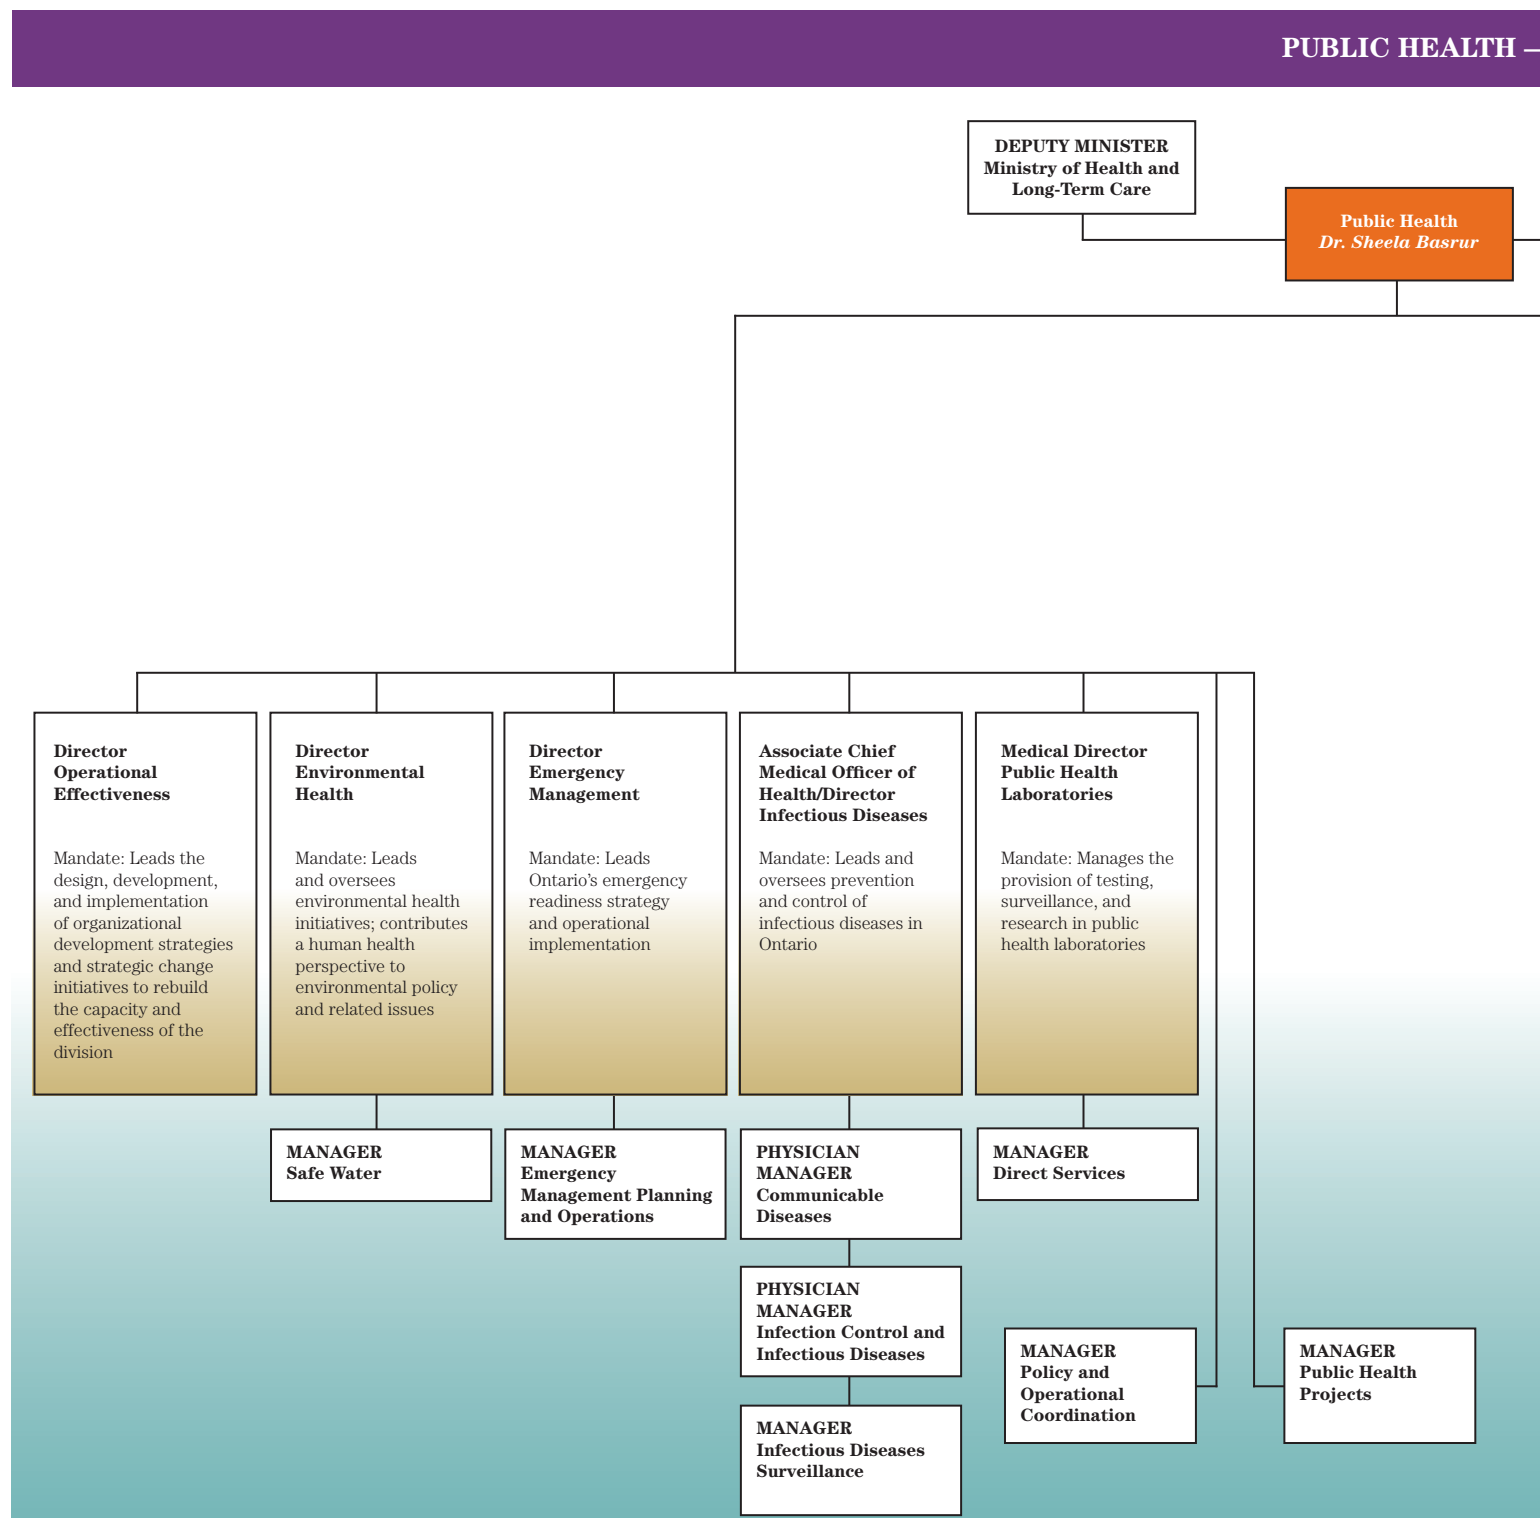 PUBLIC HEALTH —
DEPUTY MINISTER
Ministry of Health and
Long-Term Care
Public Health
Dr. Sheela Basrur
Director
Operational
Effectiveness
Mandate: Leads the
design, development,
and implementation
of organizational
development strategies
and strategic change
initiatives to rebuild
the capacity and
effectiveness of the
division
Director
Environmental
Health
Mandate: Leads
and oversees
environmental health
initiatives; contributes
a human health
perspective to
environmental policy
and related issues
Director
Emergency
Management
Mandate: Leads
Ontario’s emergency
readiness strategy
and operational
implementation
Associate Chief
Medical Officer of
Health/Director
Infectious Diseases
Mandate: Leads and
oversees prevention
and control of
infectious diseases in
Ontario
Medical Director
Public Health
Laboratories
Mandate: Manages the
provision of testing,
surveillance, and
research in public
health laboratories
MANAGER
Safe Water
MANAGER
Emergency
Management Planning
and Operations
PHYSICIAN
MANAGER
Communicable
Diseases
MANAGER
Direct Services
PHYSICIAN
MANAGER
Infection Control and
Infectious Diseases
MANAGER
Policy and
Operational
Coordination
MANAGER
Public Health
Projects
MANAGER
Infectious Diseases
Surveillance